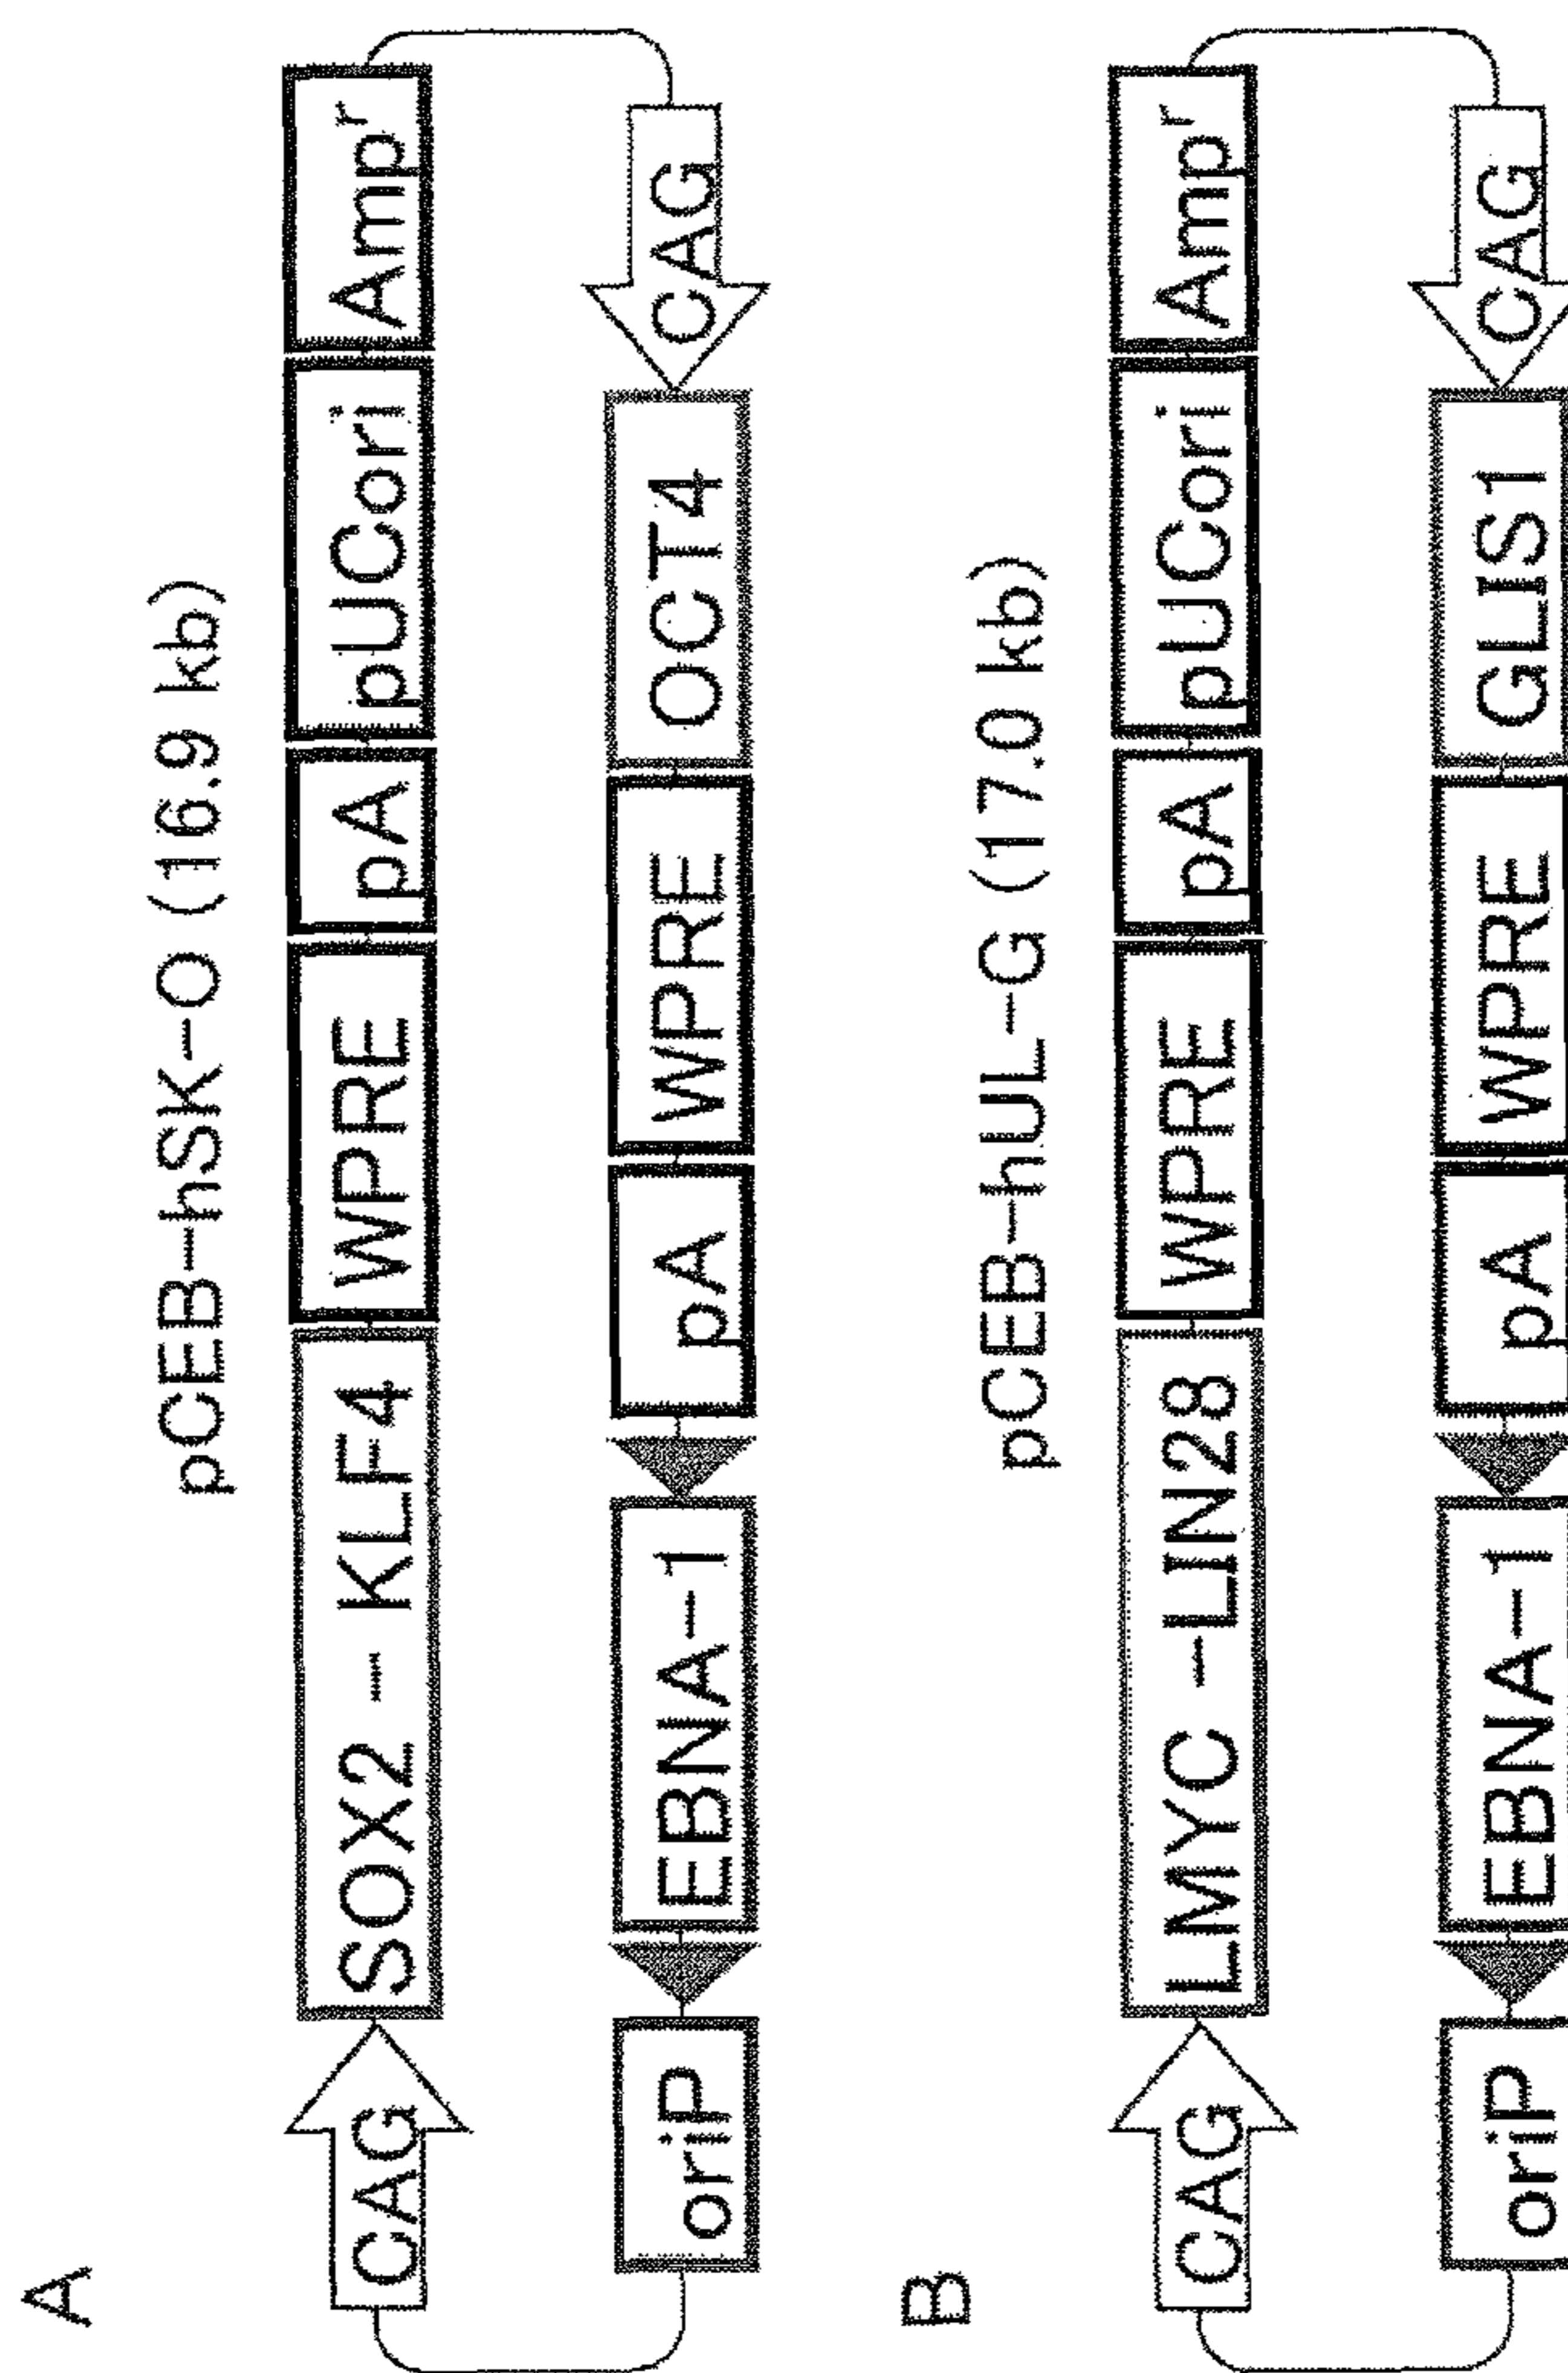 A
pCEB-hSK-O (16.9 kb)
CAG SOX2 - KLF4 WPRE pA pUCori Ampʳ
oriP EBNA-1 pA WPRE OCT4 CAG
B
pCEB-hUL-G (17.0 kb)
CAG LMYC -LIN28 WPRE pA pUCori Ampʳ
oriP EBNA-1 pA WPRE GLIS1 CAG